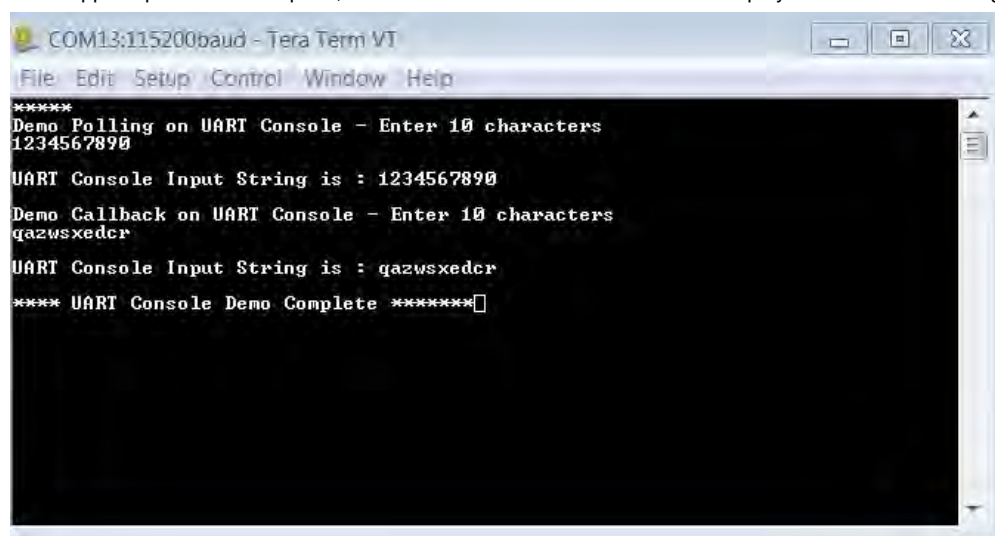 COM13:115200baud - Tera Term VT
File Edit Setup Control Window Help
*****
Demo Polling on UART Console - Enter 10 characters
1234567890
UART Console Input String is : 1234567890
Demo Callback on UART Console - Enter 10 characters
qazwsxedcr
UART Console Input String is : qazwsxedcr
**** UART Console Demo Complete *******